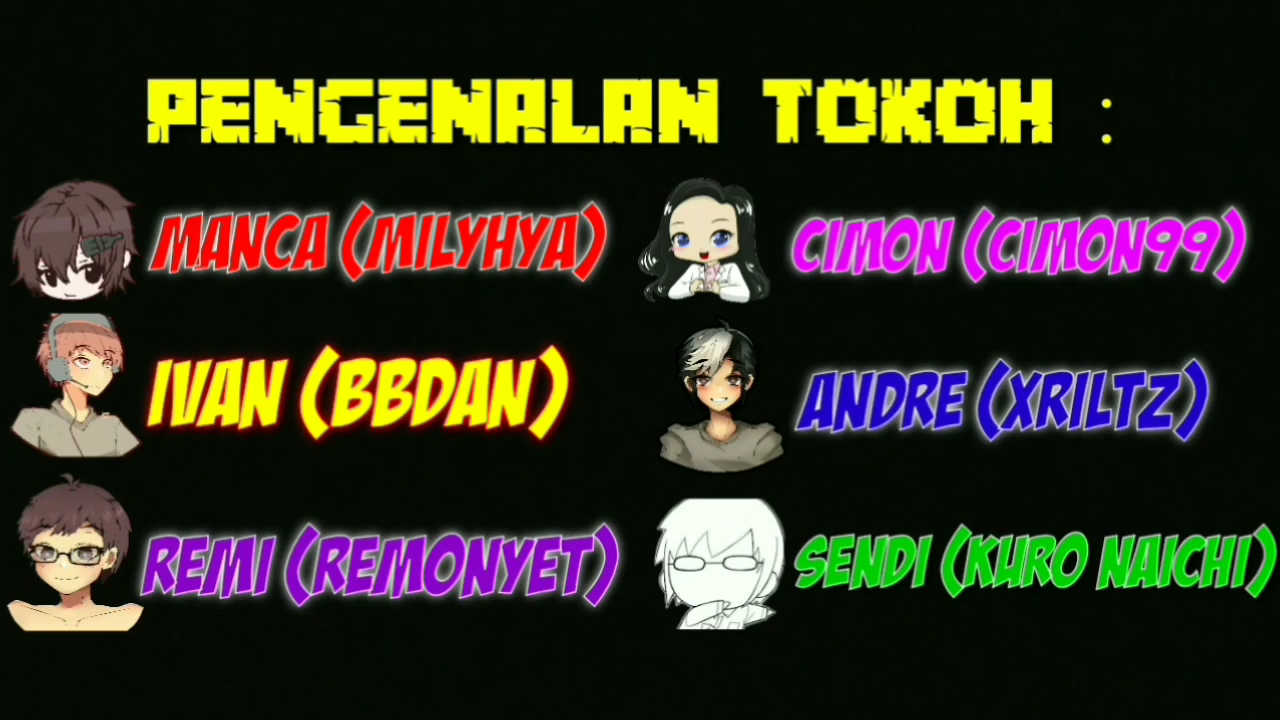 PENGENALAN TOKOH :
MANCA (MILYHYA)
CIMON (CIMON99)
IVAN (BBDAN)
ANDRE (XRILTZ)
REMI (REMONYET)
SENDI (KURO NAICHI)